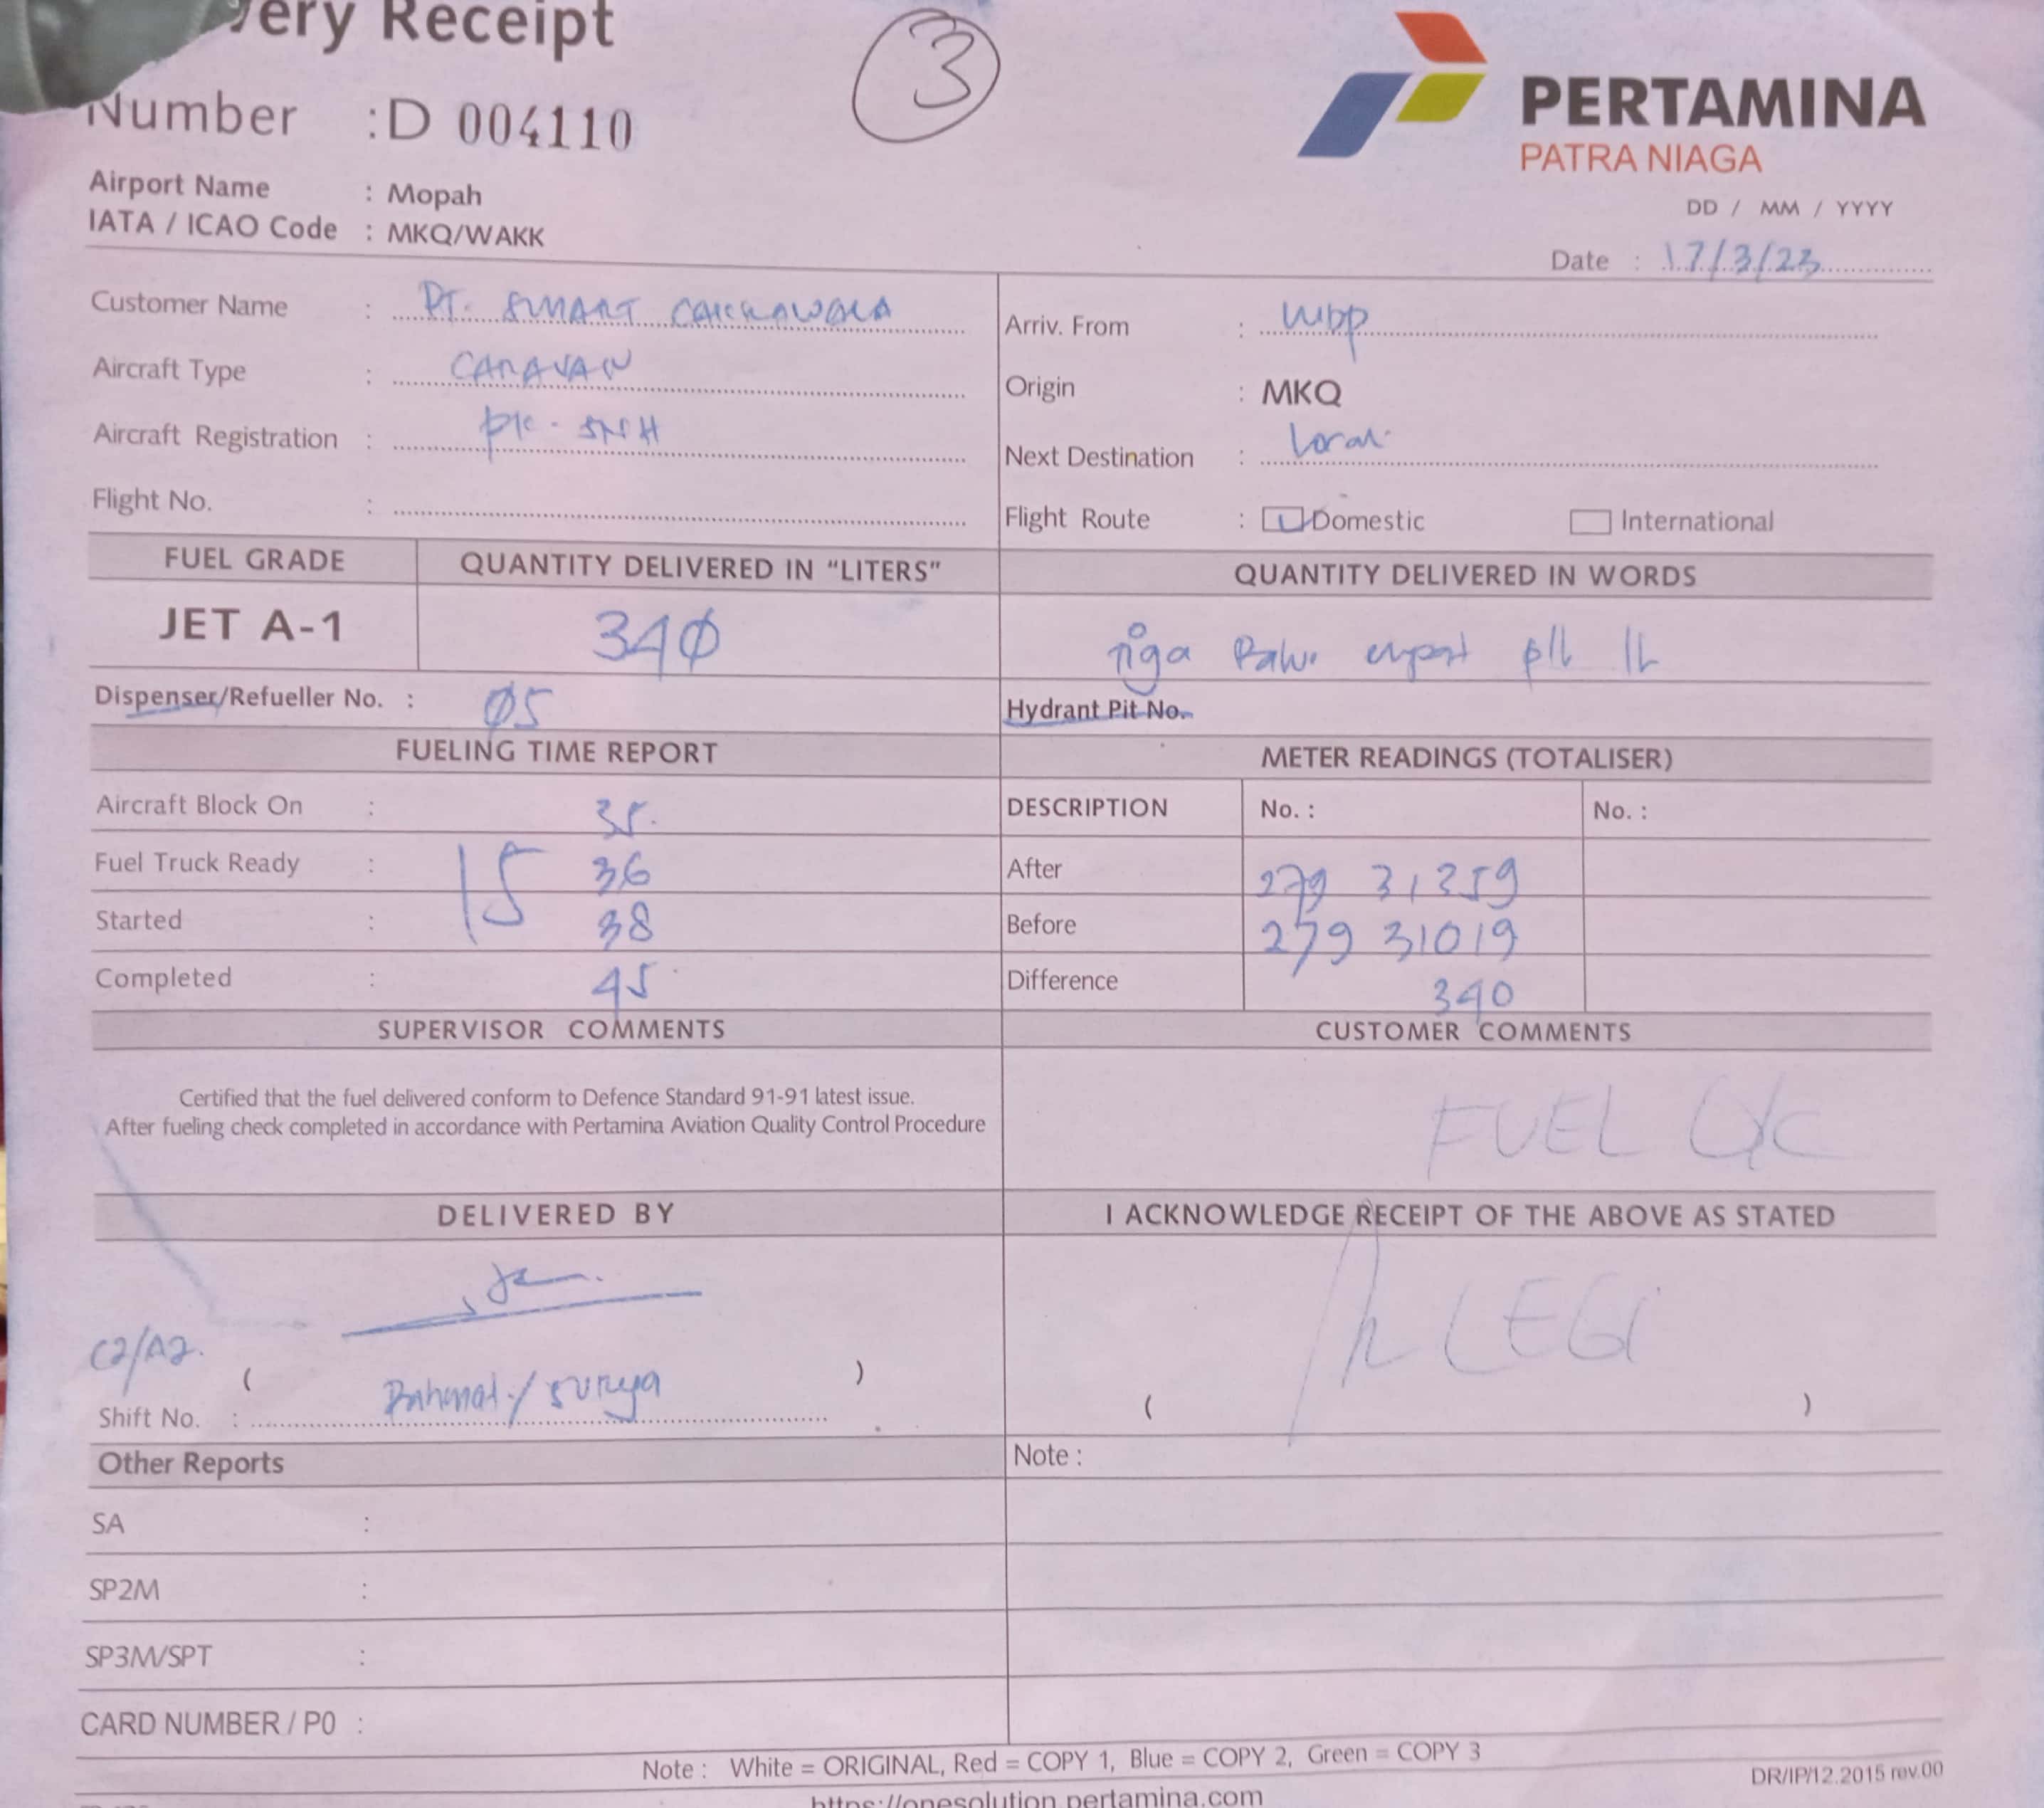 very Receipt
3
Number : D 004110
PERTAMINA
PATRA NIAGA
Airport Name : Mopah
IATA / ICAO Code : MKQ/WAKK
DD / MM / YYYY
Date : 17/3/23
Customer Name : PT. SMART CAKRAWALA
Aircraft Type : CARAVAN
Aircraft Registration : PK-SNH
Flight No. :
Arriv. From :
Origin : MKQ
Next Destination : Local
Flight Route : Domestic International
FUEL GRADE QUANTITY DELIVERED IN "LITERS" QUANTITY DELIVERED IN WORDS
JET A-1 340 Tiga Ratus empat plh ltr
Dispenser/Refueller No. : 05 Hydrant Pit No.
FUELING TIME REPORT METER READINGS (TOTALISER)
Aircraft Block On : 35 DESCRIPTION No. : No. :
Fuel Truck Ready : 15 36 After 279 31359
Started : 38 Before 279 31019
Completed : 45 Difference 340
SUPERVISOR COMMENTS CUSTOMER COMMENTS
Certified that the fuel delivered conform to Defence Standard 91-91 latest issue.
After fueling check completed in accordance with Pertamina Aviation Quality Control Procedure
FUEL
DELIVERED BY I ACKNOWLEDGE RECEIPT OF THE ABOVE AS STATED
C2/A2. ( Rahmat / Surya )
Shift No. :
( LEGI )
Other Reports Note :
SA :
SP2M :
SP3M/SPT :
CARD NUMBER / P0 :
Note : White = ORIGINAL, Red = COPY 1, Blue = COPY 2, Green = COPY 3
DR/IP/12.2015 rev.00
https://onesolution.pertamina.com